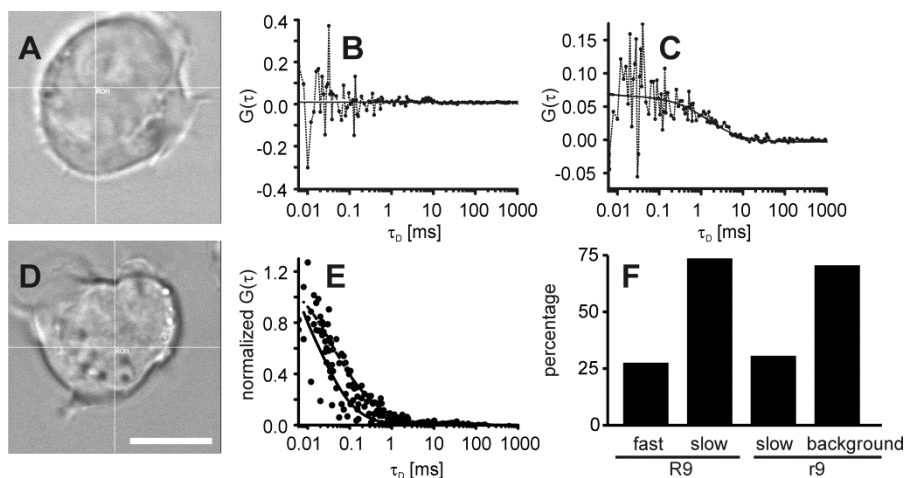 A
ROI1
B
G(τ)
0.4
0.2
0.0
0.2
0.4
0.01 0.1 1 10 100 1000
τD [ms]
C
G(τ)
0.15
0.10
0.05
0.00
-0.05
0.01 0.1 1 10 100 1000
τD [ms]
D
ROI1
E
normalized G(τ)
1.2
0.8
0.4
0.0
0.01 0.1 1 10 100 1000
τD [ms]
F
percentage
75
50
25
0
fast slow slow background
R9 r9